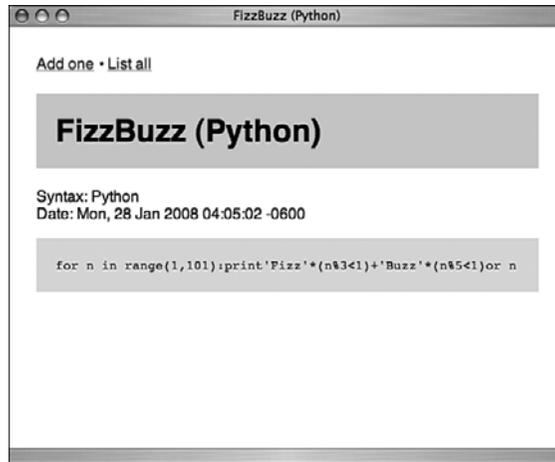 FizzBuzz (Python)
Add one • List all
FizzBuzz (Python)
Syntax: Python
Date: Mon, 28 Jan 2008 04:05:02 -0600
for n in range(1,101):print'Fizz'*(n%3<1)+'Buzz'*(n%5<1)or n